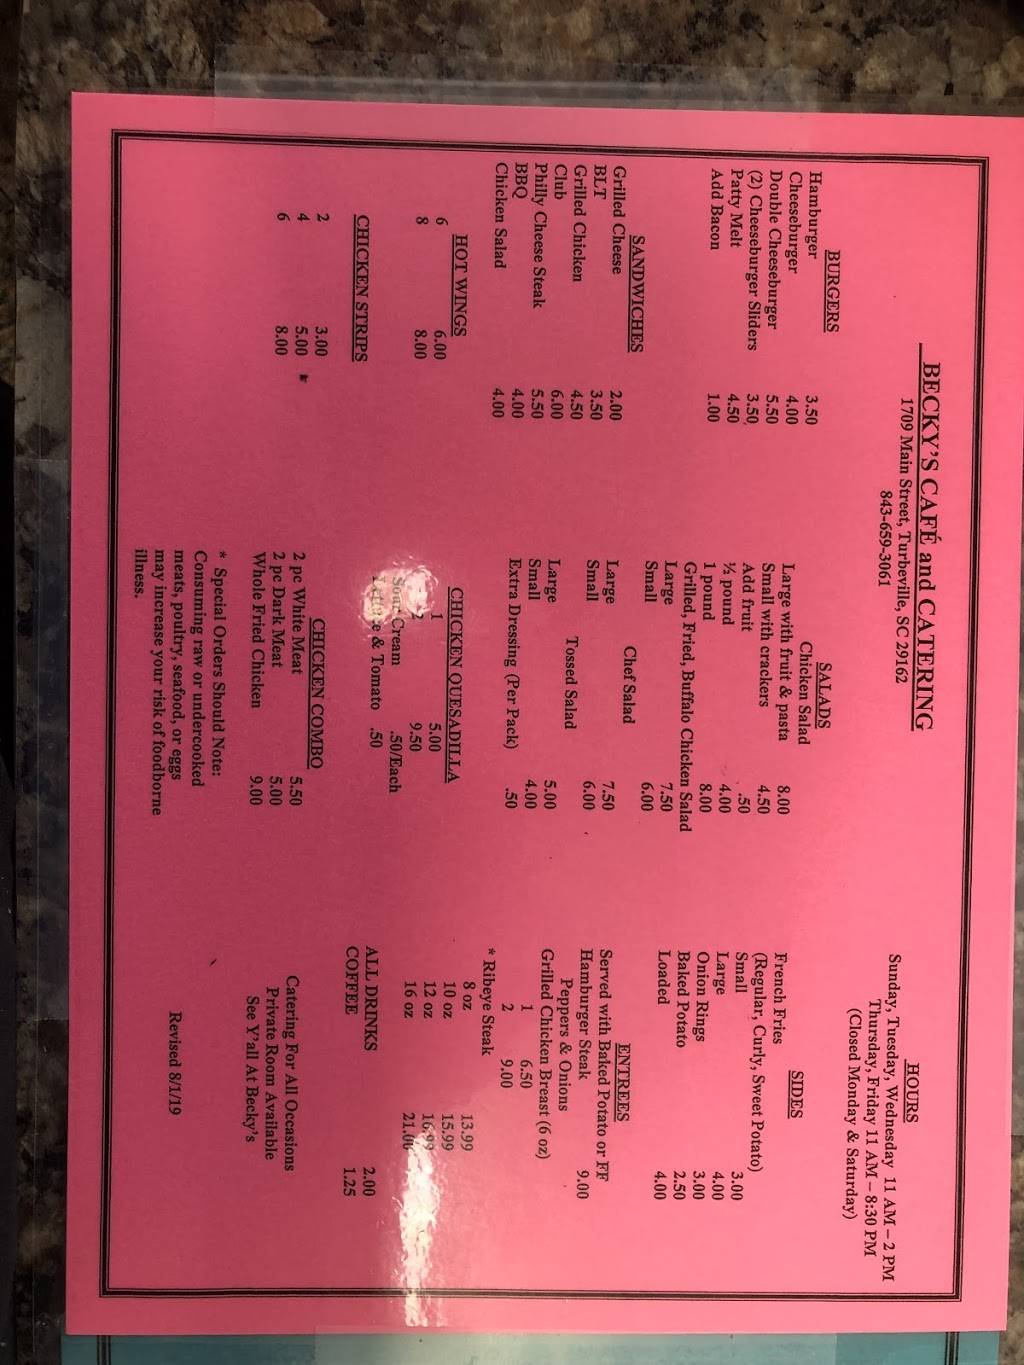 BECKY'S CAFÉ and CATERING
1709 Main Street, Turbeville, SC 29162
843-659-3061
HOURS
Sunday, Tuesday, Wednesday 11 AM – 2 PM
Thursday, Friday 11 AM – 8:30 PM
(Closed Monday & Saturday)
BURGERS
Hamburger 3.50
Cheeseburger 4.00
Double Cheeseburger 5.50
(2) Cheeseburger Sliders 3.50
Patty Melt 4.50
Add Bacon 1.00
SANDWICHES
Grilled Cheese 2.00
BLT 3.50
Grilled Chicken 4.50
Club 6.00
Philly Cheese Steak 5.50
BBQ 4.00
Chicken Salad 4.00
HOT WINGS
6 6.00
8 8.00
CHICKEN STRIPS
2 3.00
4 5.00
6 8.00
SALADS
Chicken Salad
Large with fruit & pasta 8.00
Small with crackers 4.50
Add fruit .50
½ pound 4.00
1 pound 8.00
Grilled, Fried, Buffalo Chicken Salad
Large 7.50
Small 6.00
Chef Salad
Large 7.50
Small 6.00
Tossed Salad
Large 5.00
Small 4.00
Extra Dressing (Per Pack) .50
CHICKEN QUESADILLA
1 5.00
2 9.50
Sour Cream .50/Each
Lettuce & Tomato .50
CHICKEN COMBO
2 pc White Meat 5.50
2 pc Dark Meat 5.00
Whole Fried Chicken 9.00
* Special Orders Should Note:
Consuming raw or undercooked
meats, poultry, seafood, or eggs
may increase your risk of foodborne
illness.
SIDES
French Fries
(Regular, Curly, Sweet Potato)
Small 3.00
Large 4.00
Onion Rings 3.00
Baked Potato 2.50
Loaded 4.00
ENTREES
Served with Baked Potato or FF
Hamburger Steak 9.00
Peppers & Onions
Grilled Chicken Breast (6 oz)
1 6.50
2 9.00
* Ribeye Steak
8 oz 13.99
10 oz 15.99
12 oz 16.99
16 oz 21.00
ALL DRINKS 2.00
COFFEE 1.25
Catering For All Occasions
Private Room Available
See Y'all At Becky's
Revised 8/1/19